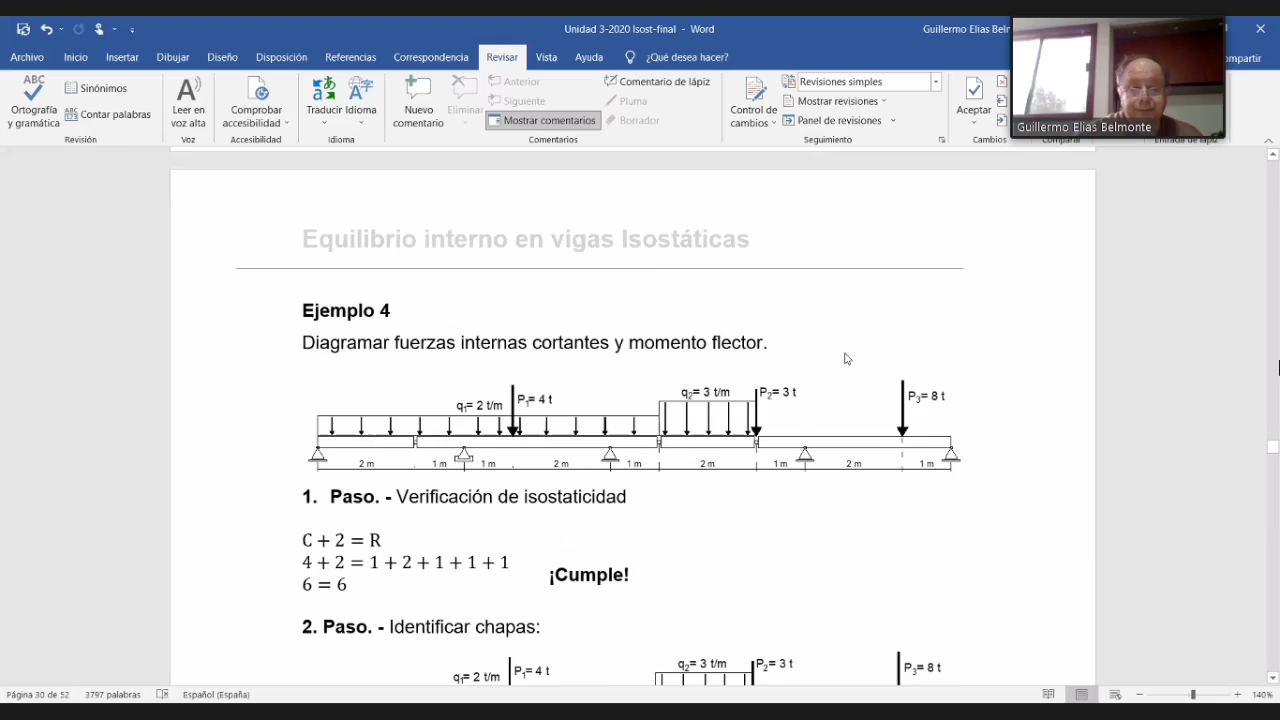 Unidad 3-2020 Isost-final - Word
Guillermo Elias Beln
Archivo Inicio Insertar Dibujar Diseño Disposición Referencias Correspondencia Revisar Vista Ayuda ¿Qué desea hacer? ompartir
ABC
Ortografía y gramática
ABC Sinónimos
123 Contar palabras
Revisión
A
Leer en voz alta
Voz
Comprobar accesibilidad
Accesibilidad
Traducir Idioma
Idioma
Nuevo comentario
Eliminar
Anterior
Siguiente
Mostrar comentarios
Comentario de lápiz
Pluma
Borrador
Comentarios
Control de cambios
Revisiones simples
Mostrar revisiones
Panel de revisiones
Seguimiento
Aceptar
Cambios
Guillermo Elias Belmonte
Equilibrio interno en vigas Isostáticas
Ejemplo 4
Diagramar fuerzas internas cortantes y momento flector.
q1= 2 t/m P1= 4 t q2= 3 t/m P2= 3 t P3= 8 t
2 m 1 m 1 m 2 m 1 m 2 m 1 m 2 m 1 m
1. Paso. - Verificación de isostaticidad
C + 2 = R
4 + 2 = 1 + 2 + 1 + 1 + 1
6 = 6
¡Cumple!
2. Paso. - Identificar chapas:
q1= 2 t/m P1= 4 t q2= 3 t/m P2= 3 t P3= 8 t
Página 30 de 52 3797 palabras Español (España) 140%